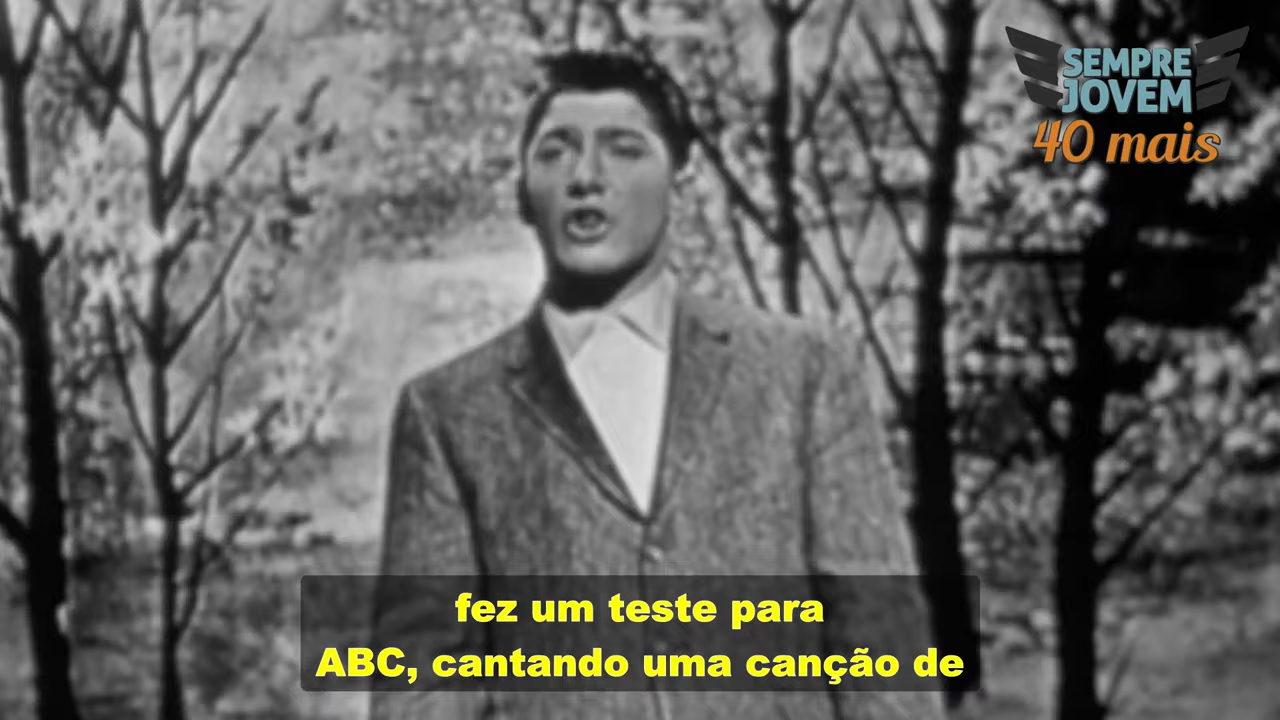 SEMPRE
JOVEM
40 mais
fez um teste para
ABC, cantando uma canção de